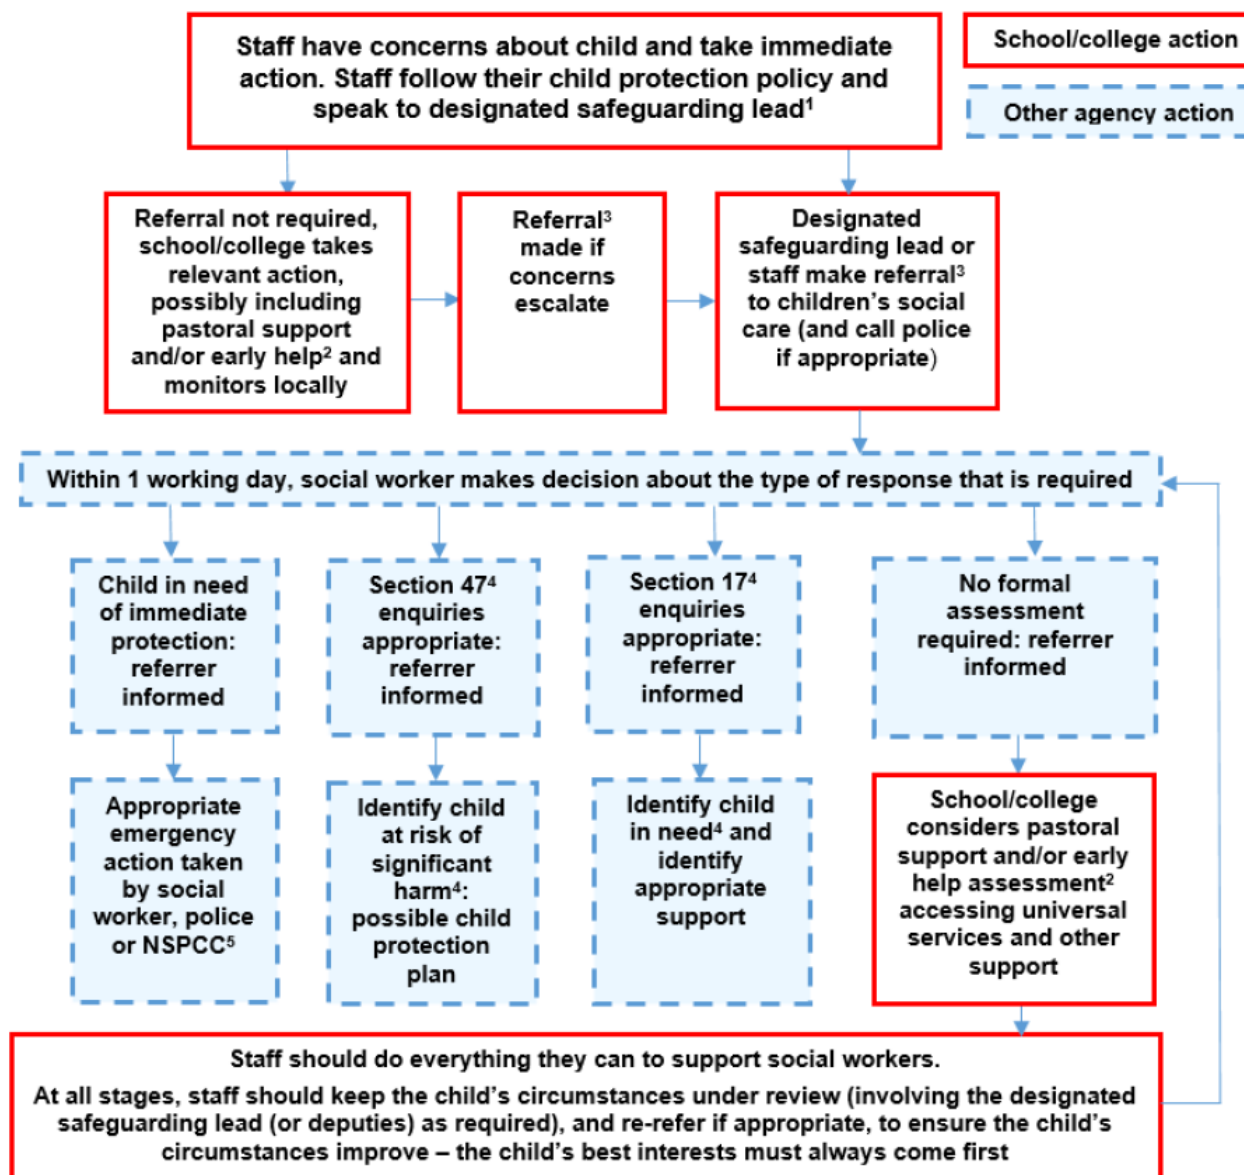 Staff have concerns about child and take immediate
action. Staff follow their child protection policy and
speak to designated safeguarding lead¹
School/college action
Other agency action
Referral not required,
school/college takes
relevant action,
possibly including
pastoral support
and/or early help² and
monitors locally
Referral³
made if
concerns
escalate
Designated
safeguarding lead or
staff make referral³
to children’s social
care (and call police
if appropriate)
Within 1 working day, social worker makes decision about the type of response that is required
Child in need
of immediate
protection:
referrer
informed
Section 47⁴
enquiries
appropriate:
referrer
informed
Section 17⁴
enquiries
appropriate:
referrer
informed
No formal
assessment
required: referrer
informed
Appropriate
emergency
action taken
by social
worker, police
or NSPCC⁵
Identify child
at risk of
significant
harm⁴:
possible child
protection
plan
Identify child
in need⁴ and
identify
appropriate
support
School/college
considers pastoral
support and/or early
help assessment²
accessing universal
services and other
support
Staff should do everything they can to support social workers.
At all stages, staff should keep the child’s circumstances under review (involving the designated
safeguarding lead (or deputies) as required), and re-refer if appropriate, to ensure the child’s
circumstances improve – the child’s best interests must always come first